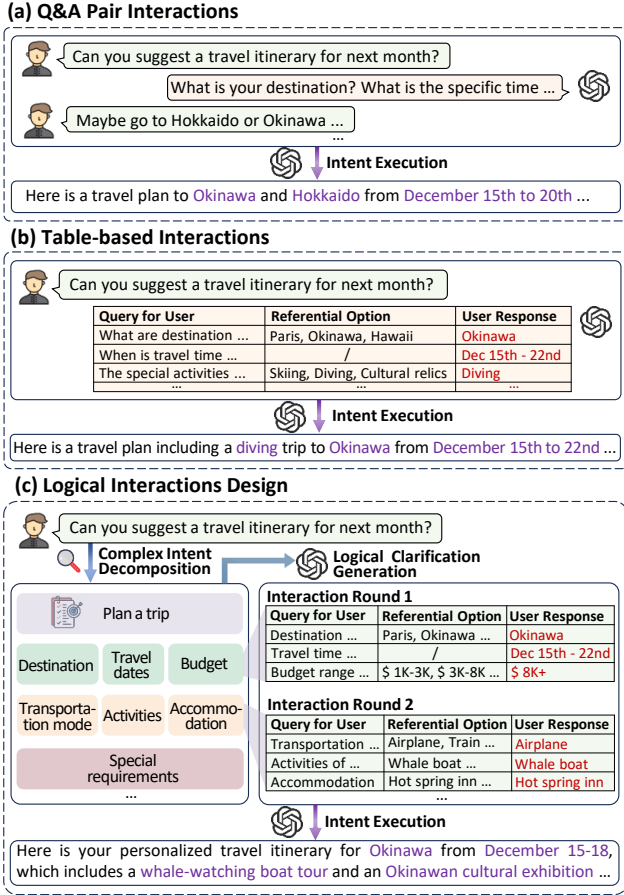 (a) Q&A Pair Interactions
Can you suggest a travel itinerary for next month?
What is your destination? What is the specific time ...
Maybe go to Hokkaido or Okinawa ...
...
Intent Execution
Here is a travel plan to Okinawa and Hokkaido from December 15th to 20th ...
(b) Table-based Interactions
Can you suggest a travel itinerary for next month?
Query for User Referential Option User Response
What are destination ... Paris, Okinawa, Hawaii Okinawa
When is travel time ... / Dec 15th - 22nd
The special activities ... Skiing, Diving, Cultural relics Diving
... ... ...
Intent Execution
Here is a travel plan including a diving trip to Okinawa from December 15th to 22nd ...
(c) Logical Interactions Design
Can you suggest a travel itinerary for next month?
Complex Intent
Decomposition
Logical Clarification
Generation
Plan a trip
Destination
Travel
dates
Budget
Transporta-
tion mode
Activities
Accommo-
dation
Special
requirements
...
Interaction Round 1
Query for User Referential Option User Response
Destination ... Paris, Okinawa ... Okinawa
Travel time ... / Dec 15th - 22nd
Budget range ... $ 1K-3K, $ 3K-8K ... $ 8K+
Interaction Round 2
Query for User Referential Option User Response
Transportation ... Airplane, Train ... Airplane
Activities of ... Whale boat ... Whale boat
Accommodation Hot spring inn ... Hot spring inn
...
Intent Execution
Here is your personalized travel itinerary for Okinawa from December 15-18,
which includes a whale-watching boat tour and an Okinawan cultural exhibition ...